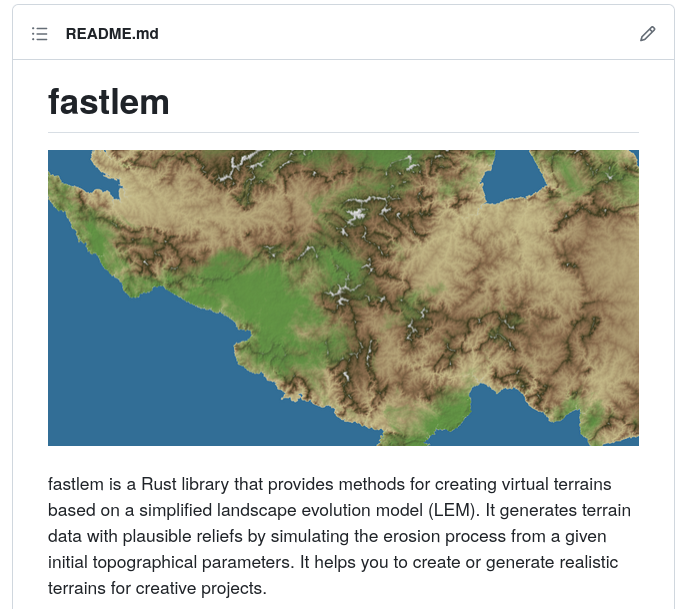 README.md
fastlem
fastlem is a Rust library that provides methods for creating virtual terrains
based on a simplified landscape evolution model (LEM). It generates terrain
data with plausible reliefs by simulating the erosion process from a given
initial topographical parameters. It helps you to create or generate realistic
terrains for creative projects.